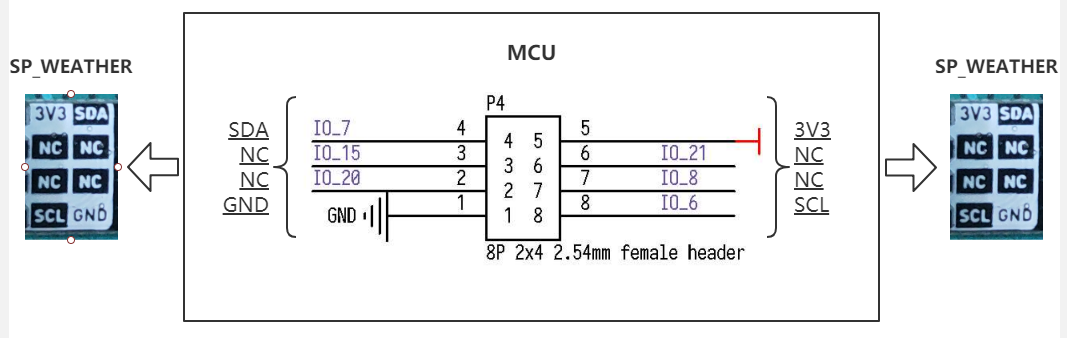 MCU
SP_WEATHER
3V3 SDA
NC NC
NC NC
SCL GND
SDA
NC
NC
GND
IO_7
IO_15
IO_20
GND
4
3
2
1
P4
4 5
3 6
2 7
1 8
5
6
7
8
IO_21
IO_8
IO_6
8P 2x4 2.54mm female header
3V3
NC
NC
SCL
SP_WEATHER
3V3 SDA
NC NC
NC NC
SCL GND